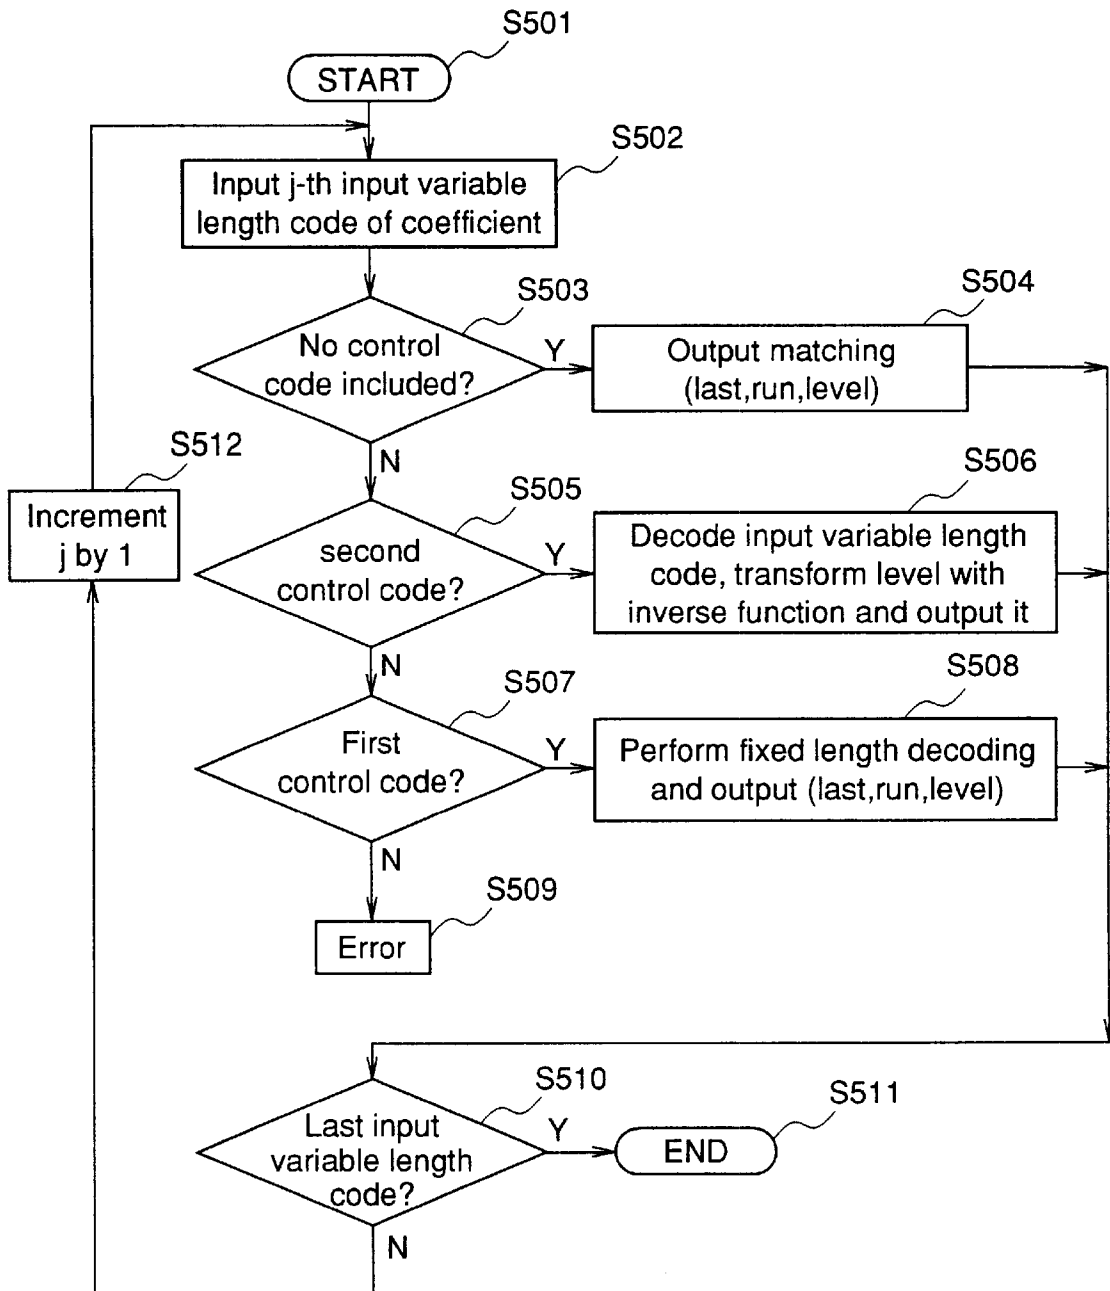 S501
START
S502
Input j-th input variable
length code of coefficient
S503
No control
code included?
Y
N
S504
Output matching
(last,run,level)
S512
Increment
j by 1
S505
second
control code?
Y
N
S506
Decode input variable length
code, transform level with
inverse function and output it
S507
First
control code?
Y
N
S508
Perform fixed length decoding
and output (last,run,level)
S509
Error
S510
Last input
variable length
code?
Y
N
S511
END